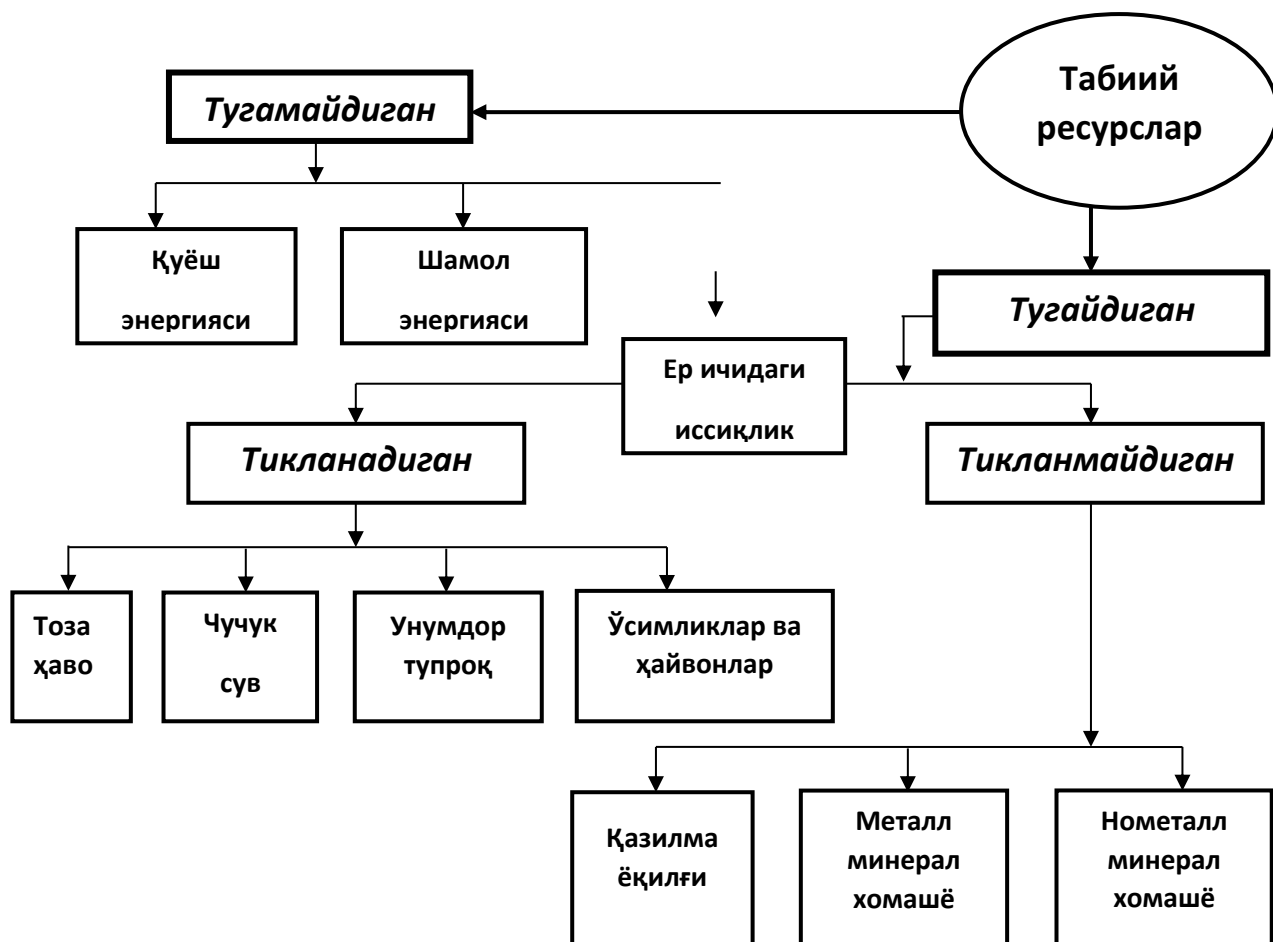 Табиий
ресурслар
Тугамайдиган
Қуёш
энергияси
Шамол
энергияси
Тугайдиган
Ер ичидаги
иссиқлик
Тикланадиган
Тикланмайдиган
Тоза
ҳаво
Чучук
сув
Унумдор
тупроқ
Ўсимликлар ва
ҳайвонлар
Қазилма
ёқилғи
Металл
минерал
хомашё
Нометалл
минерал
хомашё